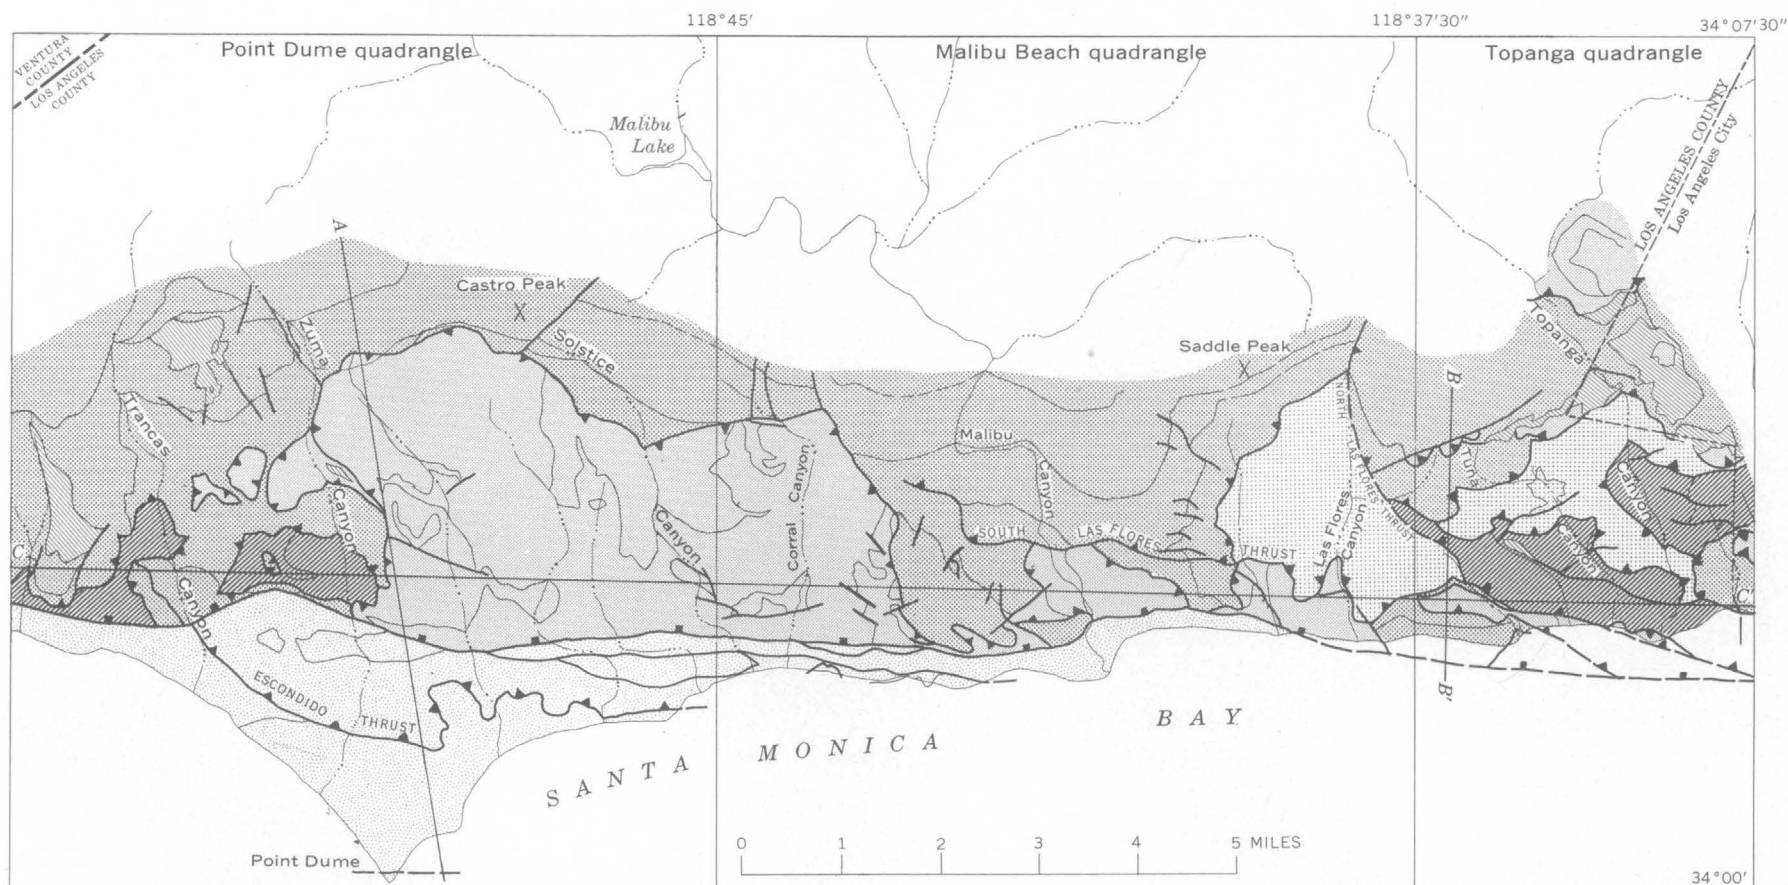 118°45′
118°37′30″
34°07′30″
VENTURA
COUNTY
LOS ANGELES
COUNTY
Point Dume quadrangle
Malibu Beach quadrangle
Topanga quadrangle
Malibu
Lake
LOS ANGELES COUNTY
Los Angeles City
A
Castro Peak
Zuma
Solstice
Saddle Peak
Topanga
Trancas
NORTH
B
Malibu
LAS FLORES THRUST
Tuna
Canyon
Canyon
Canyon
Canyon
Canyon
Corral
SOUTH
LAS FLORES
THRUST
Las Flores
Canyon
Canyon
C
C′
Canyon
ESCONDIDO
THRUST
B′
SANTA MONICA BAY
0 1 2 3 4 5 MILES
Point Dume
34°00′